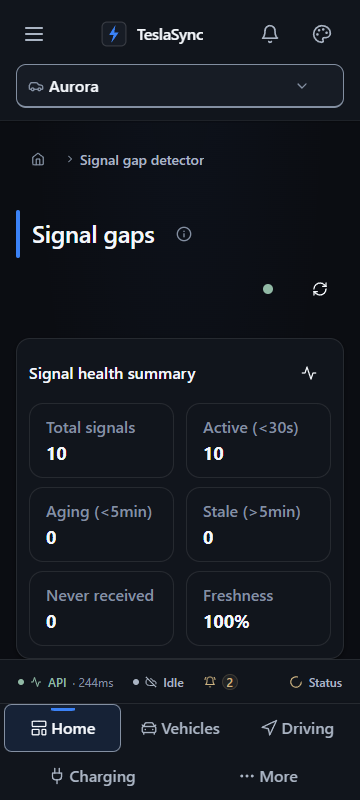 TeslaSync
Aurora
Signal gap detector
Signal gaps
Signal health summary
Total signals
10
Active (<30s)
10
Aging (<5min)
0
Stale (>5min)
0
Never received
0
Freshness
100%
API · 244ms
Idle
2
Status
Home
Vehicles
Driving
Charging
More